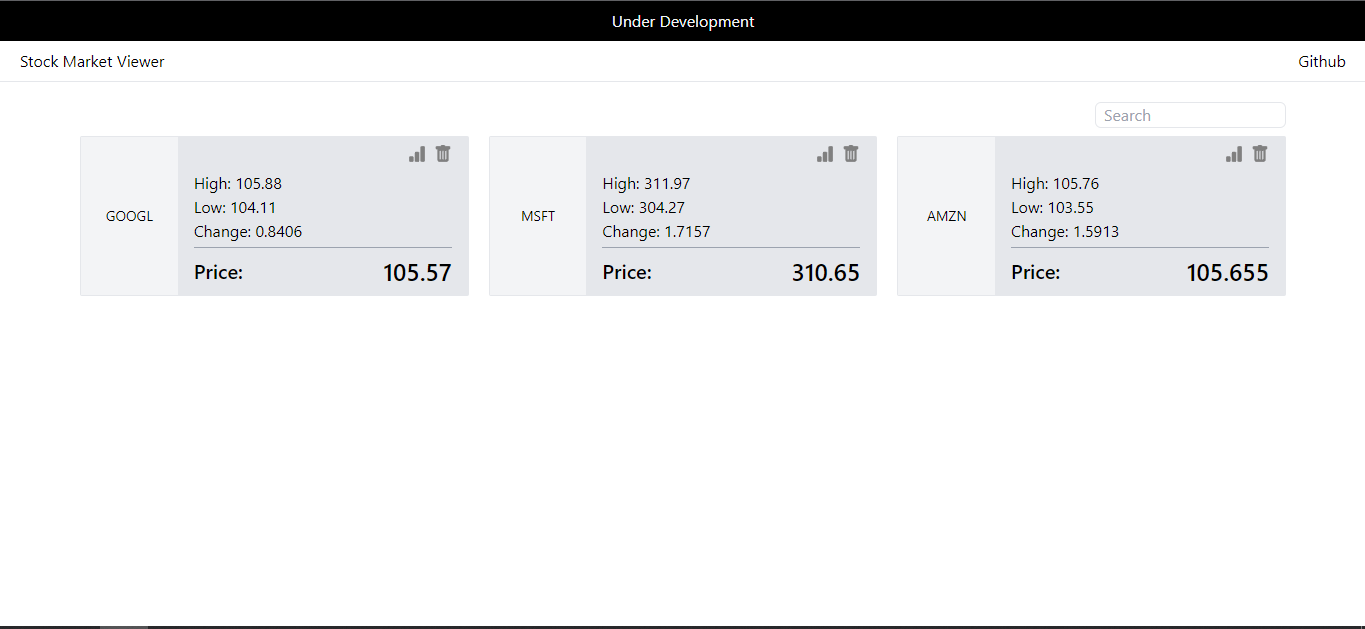 Under Development
Stock Market Viewer
Github
Search
GOOGL
High: 105.88
Low: 104.11
Change: 0.8406
Price:
105.57
MSFT
High: 311.97
Low: 304.27
Change: 1.7157
Price:
310.65
AMZN
High: 105.76
Low: 103.55
Change: 1.5913
Price:
105.655